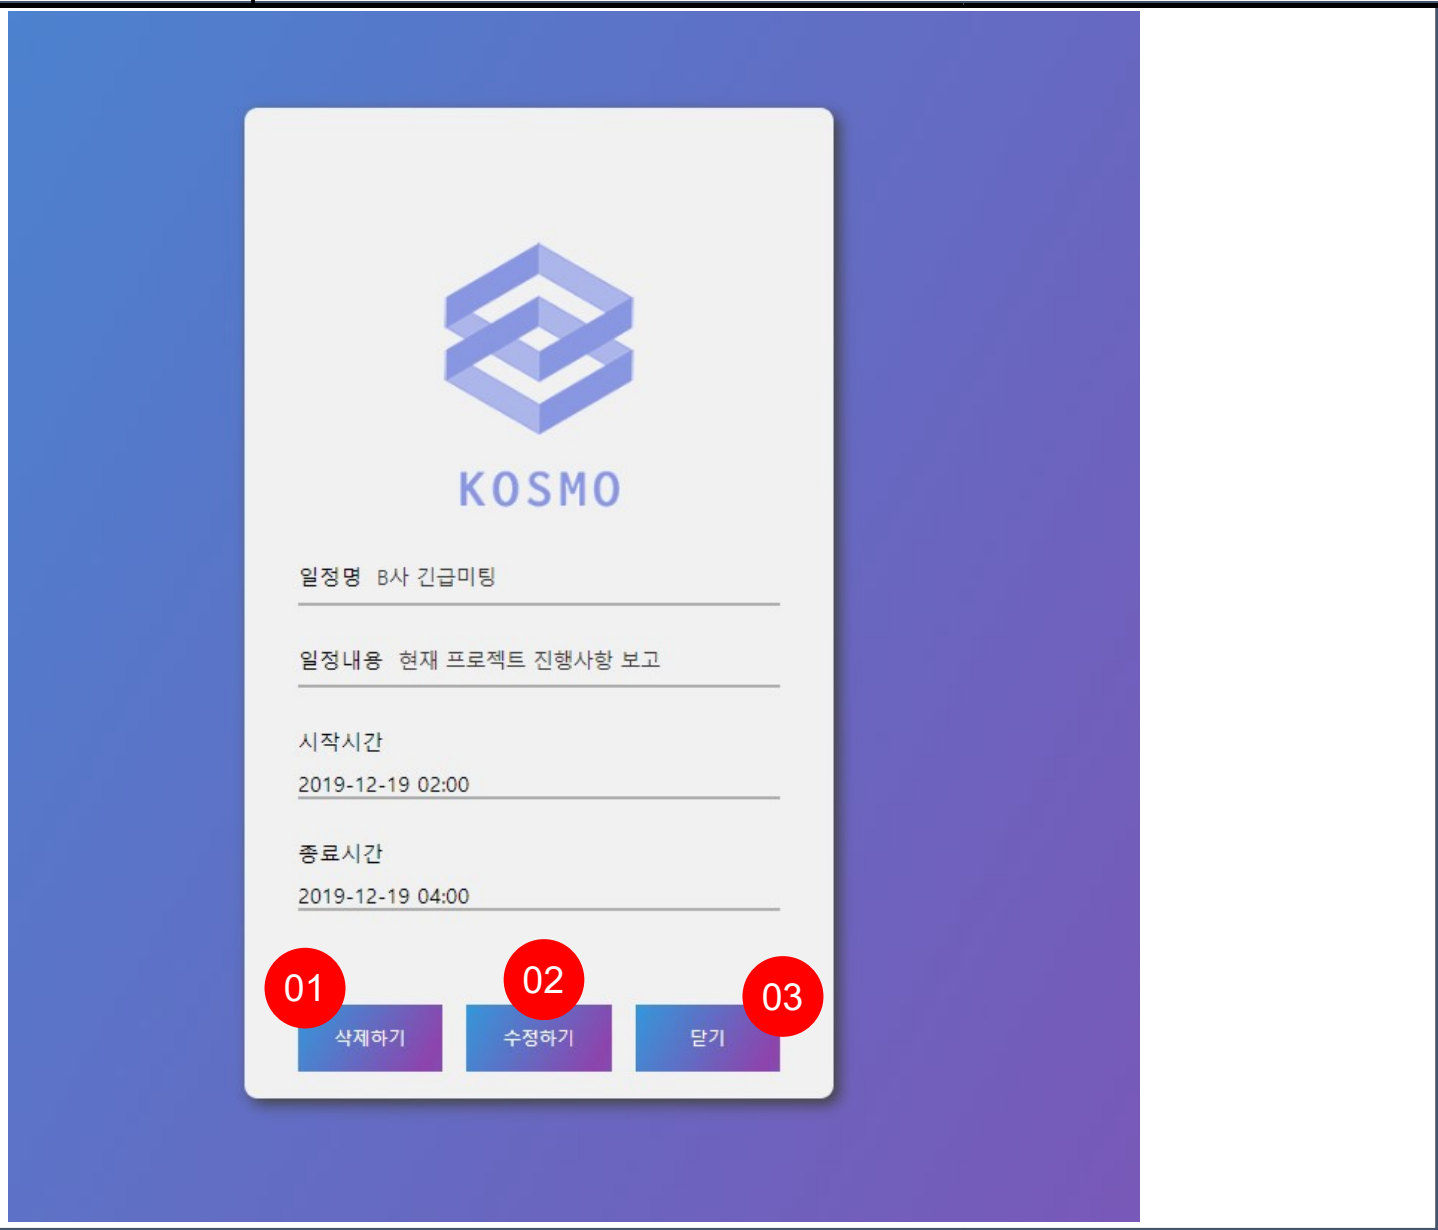 KOSMO
일정명 B사 긴급미팅
일정내용 현재 프로젝트 진행사항 보고
시작시간
2019-12-19 02:00
종료시간
2019-12-19 04:00
01 02 03
삭제하기 수정하기 닫기